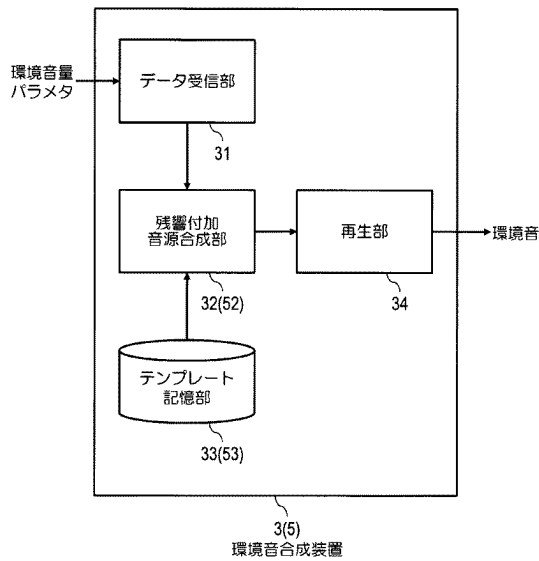 環境音量
パラメタ
データ受信部
31
残響付加
音源合成部
32(52)
再生部
34
環境音
テンプレート
記憶部
33(53)
3(5)
環境音合成装置